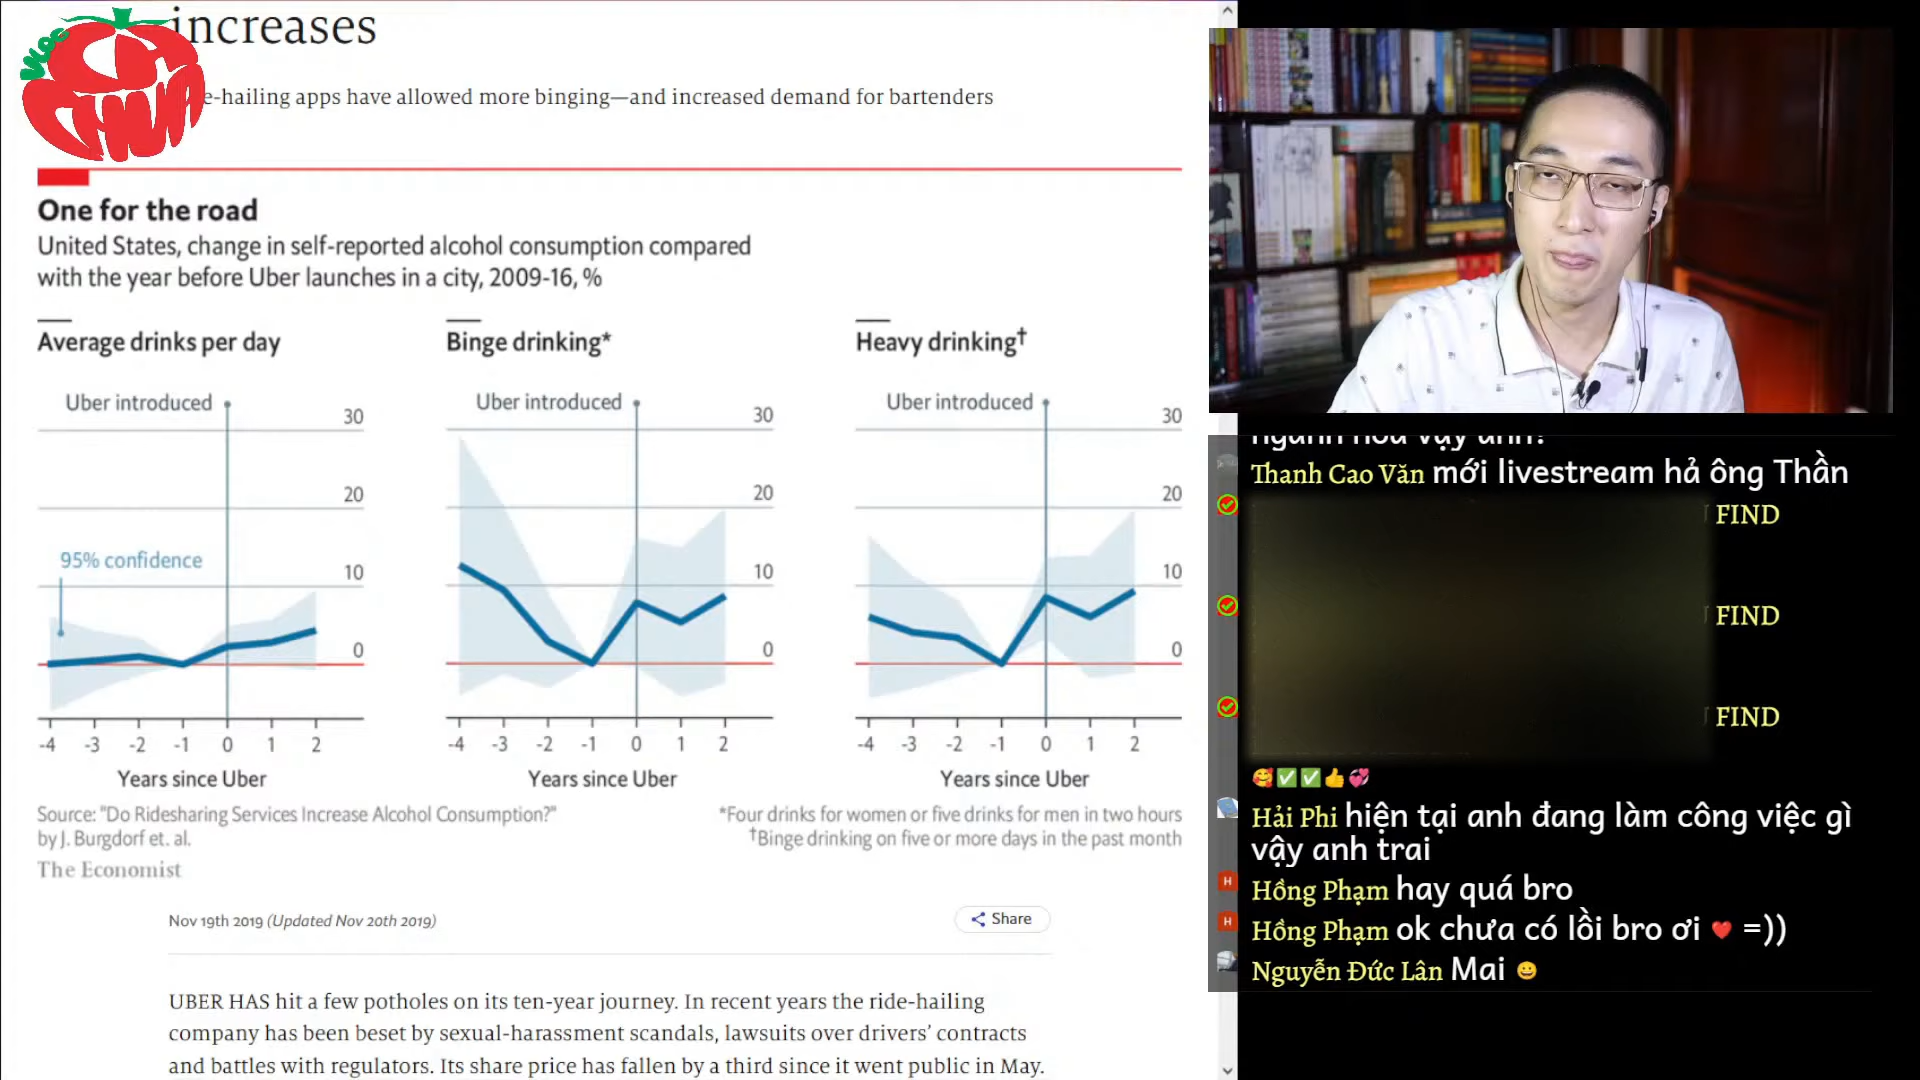 increases
e-hailing apps have allowed more binging—and increased demand for bartenders
VLOG
CÀ
CHUA
One for the road
United States, change in self-reported alcohol consumption compared
with the year before Uber launches in a city, 2009-16, %
Average drinks per day
Uber introduced
30
20
95% confidence
10
0
-4 -3 -2 -1 0 1 2
Years since Uber
Binge drinking*
Uber introduced
30
20
10
0
-4 -3 -2 -1 0 1 2
Years since Uber
Heavy drinking†
Uber introduced
30
20
10
0
-4 -3 -2 -1 0 1 2
Years since Uber
Source: "Do Ridesharing Services Increase Alcohol Consumption?"
by J. Burgdorf et. al.
*Four drinks for women or five drinks for men in two hours
†Binge drinking on five or more days in the past month
The Economist
Nov 19th 2019 (Updated Nov 20th 2019)
Share
UBER HAS hit a few potholes on its ten-year journey. In recent years the ride-hailing
company has been beset by sexual-harassment scandals, lawsuits over drivers’ contracts
and battles with regulators. Its share price has fallen by a third since it went public in May.
vậy anh?
Thanh Cao Văn mới livestream hả ông Thần
FIND
FIND
FIND
🥰✅✅👍💞
Hải Phi hiện tại anh đang làm công việc gì
vậy anh trai
H
Hồng Phạm hay quá bro
H
Hồng Phạm ok chưa có lồi bro ơi ❤️ =))
Nguyễn Đức Lân Mai 😀